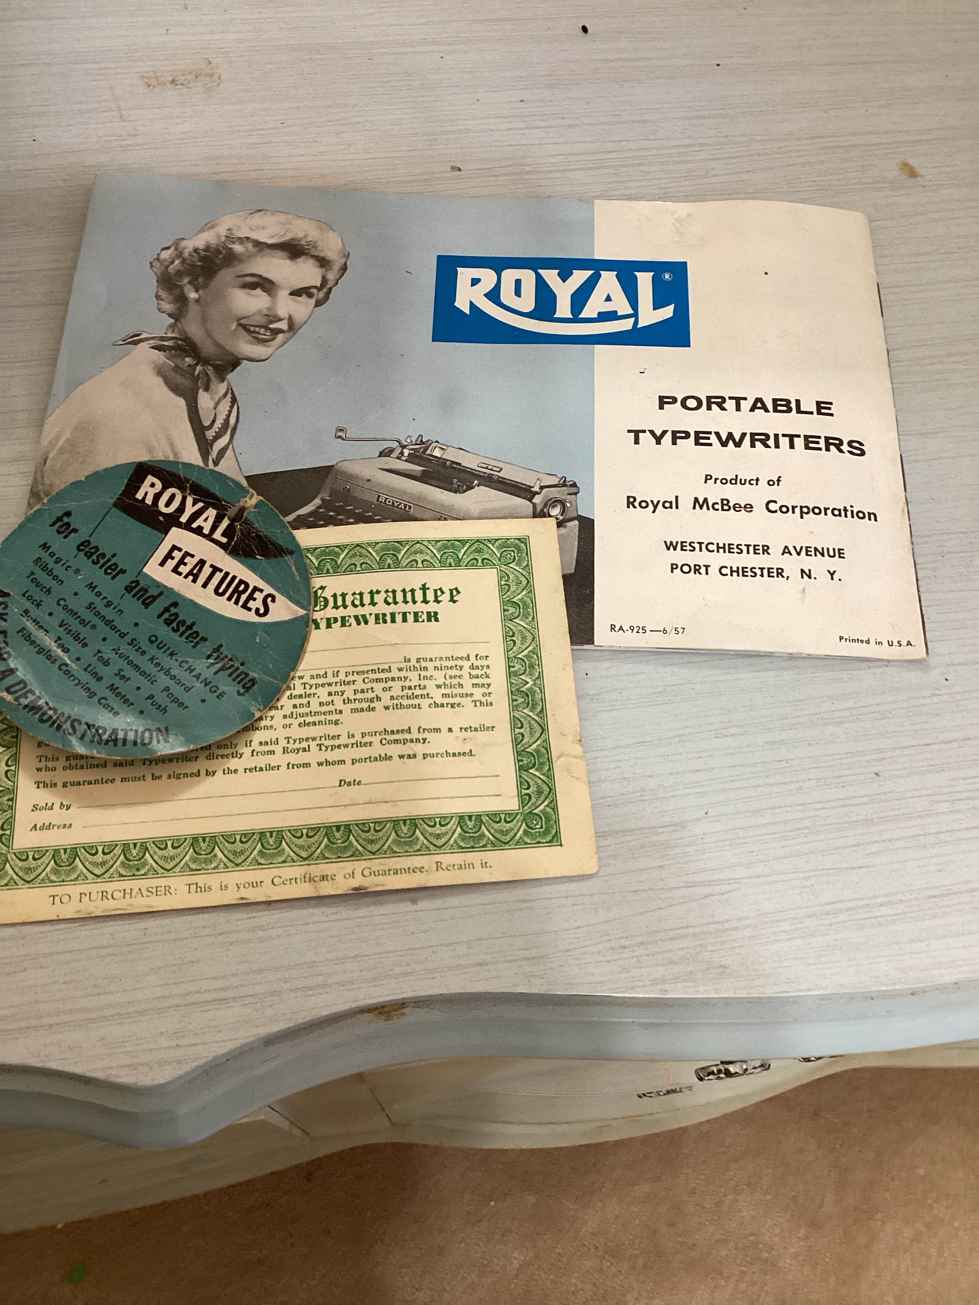 ROYAL®
PORTABLE
TYPEWRITERS
Product of
Royal McBee Corporation
WESTCHESTER AVENUE
PORT CHESTER, N. Y.
RA-925—6/57
Printed in U.S.A.
ROYAL
ROYAL
FEATURES
for easier and faster typing
Magic® Margin • QUIK-CHANGE
Ribbon • Standard Size Keyboard •
Touch Control® • Automatic Paper
Lock • Visible Tab Set • Push
Button Top • Line Meter •
Fiberglas Carrying Case
A DEMONSTRATION
Guarantee
TYPEWRITER
is guaranteed for
and if presented within ninety days
Typewriter Company, Inc. (see back
dealer, any part or parts which may
and not through accident, misuse or
adjustments made without charge. This
or cleaning.
This only if said Typewriter is purchased from a retailer
who obtained said Typewriter directly from Royal Typewriter Company.
This guarantee must be signed by the retailer from whom portable was purchased.
Date
Sold by
Address
TO PURCHASER: This is your Certificate of Guarantee. Retain it.